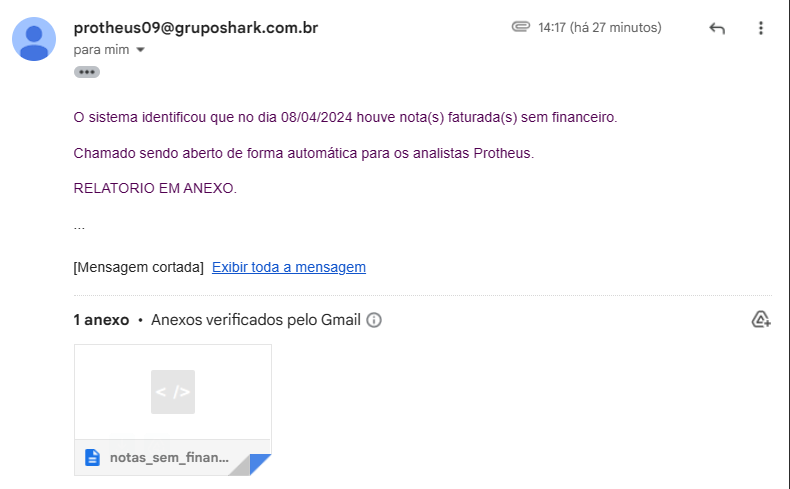 protheus09@gruposhark.com.br 14:17 (há 27 minutos)
para mim
O sistema identificou que no dia 08/04/2024 houve nota(s) faturada(s) sem financeiro.
Chamado sendo aberto de forma automática para os analistas Protheus.
RELATORIO EM ANEXO.
...
[Mensagem cortada] Exibir toda a mensagem
1 anexo • Anexos verificados pelo Gmail
</>
notas_sem_finan...